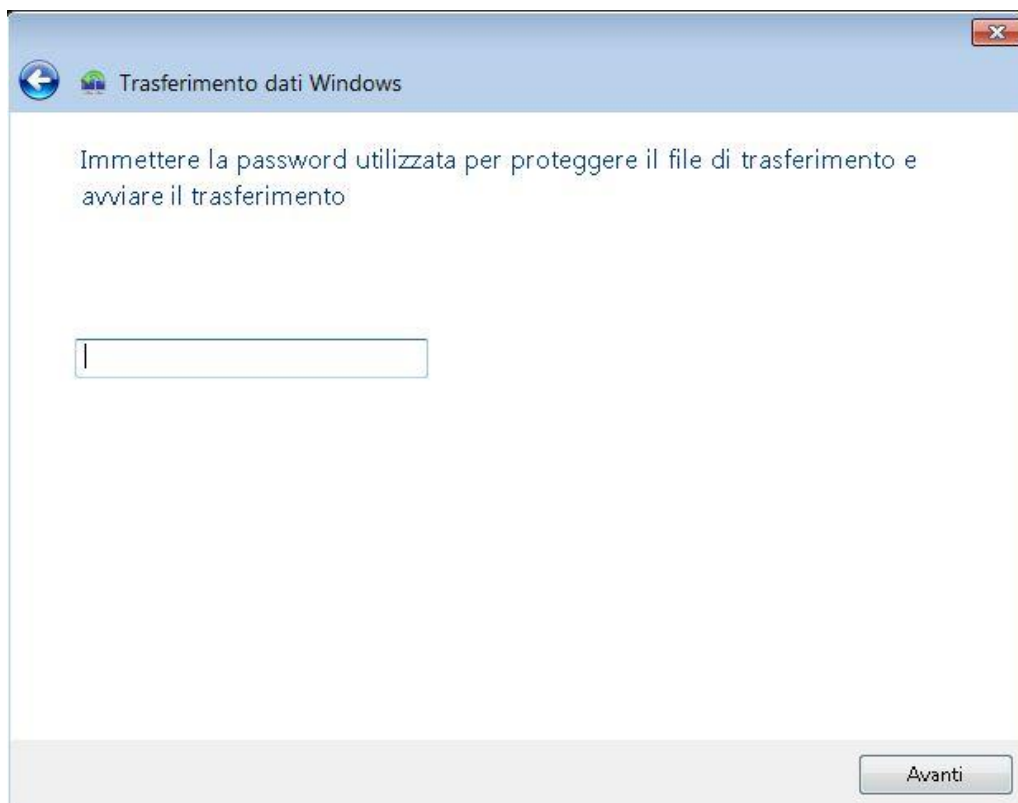 Trasferimento dati Windows
Immettere la password utilizzata per proteggere il file di trasferimento e
avviare il trasferimento
Avanti